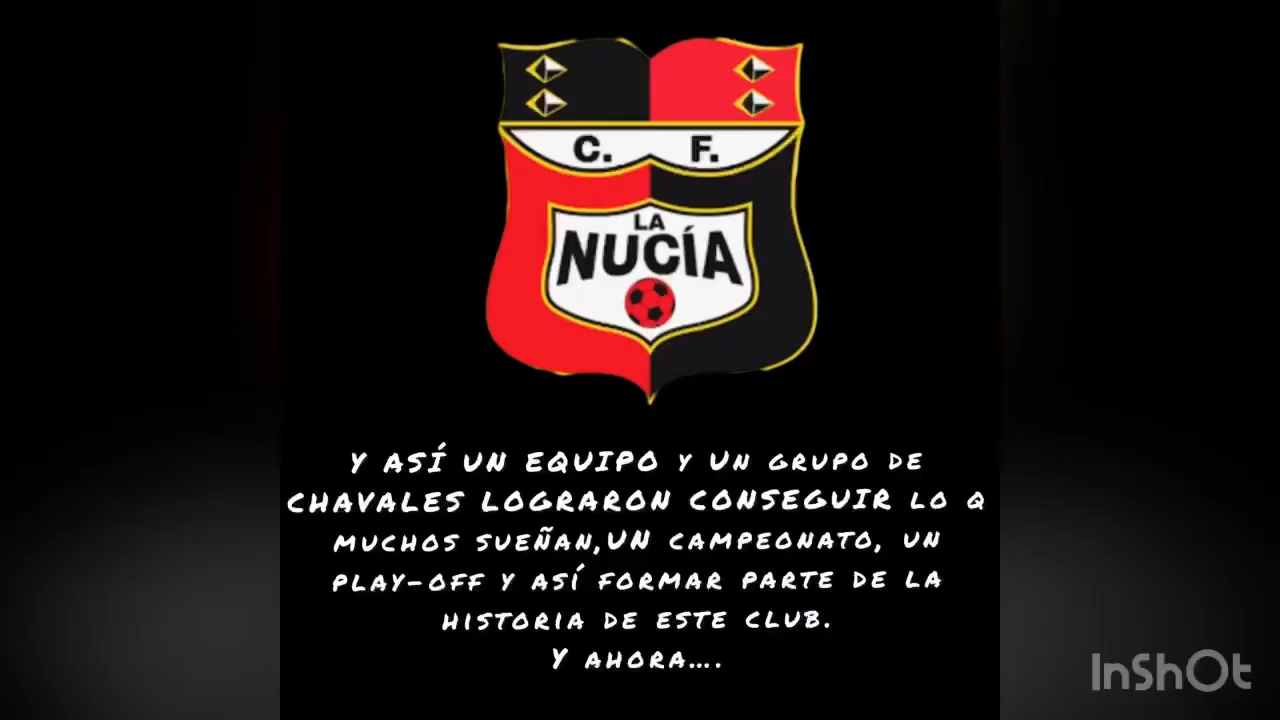 C. F.
LA
NUCÍA
Y ASÍ UN EQUIPO Y UN GRUPO DE
CHAVALES LOGRARON CONSEGUIR LO Q
MUCHOS SUEÑAN,UN CAMPEONATO, UN
PLAY-OFF Y ASÍ FORMAR PARTE DE LA
HISTORIA DE ESTE CLUB.
Y AHORA....
InShOt